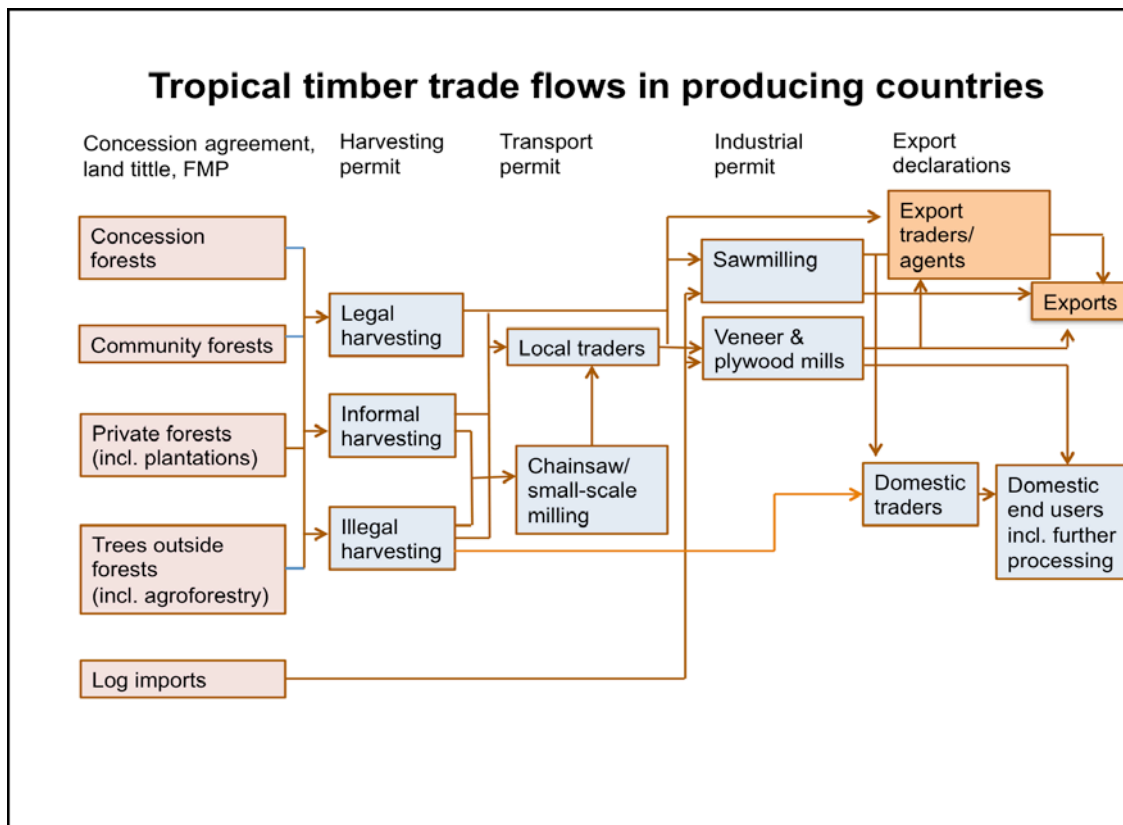 Tropical timber trade flows in producing countries
Concession agreement,
land tittle, FMP
Harvesting
permit
Transport
permit
Industrial
permit
Export
declarations
Concession
forests
Community forests
Private forests
(incl. plantations)
Trees outside
forests
(incl. agroforestry)
Log imports
Legal
harvesting
Informal
harvesting
Illegal
harvesting
Local traders
Chainsaw/
small-scale
milling
Sawmilling
Veneer &
plywood mills
Export
traders/
agents
Exports
Domestic
traders
Domestic
end users
incl. further
processing